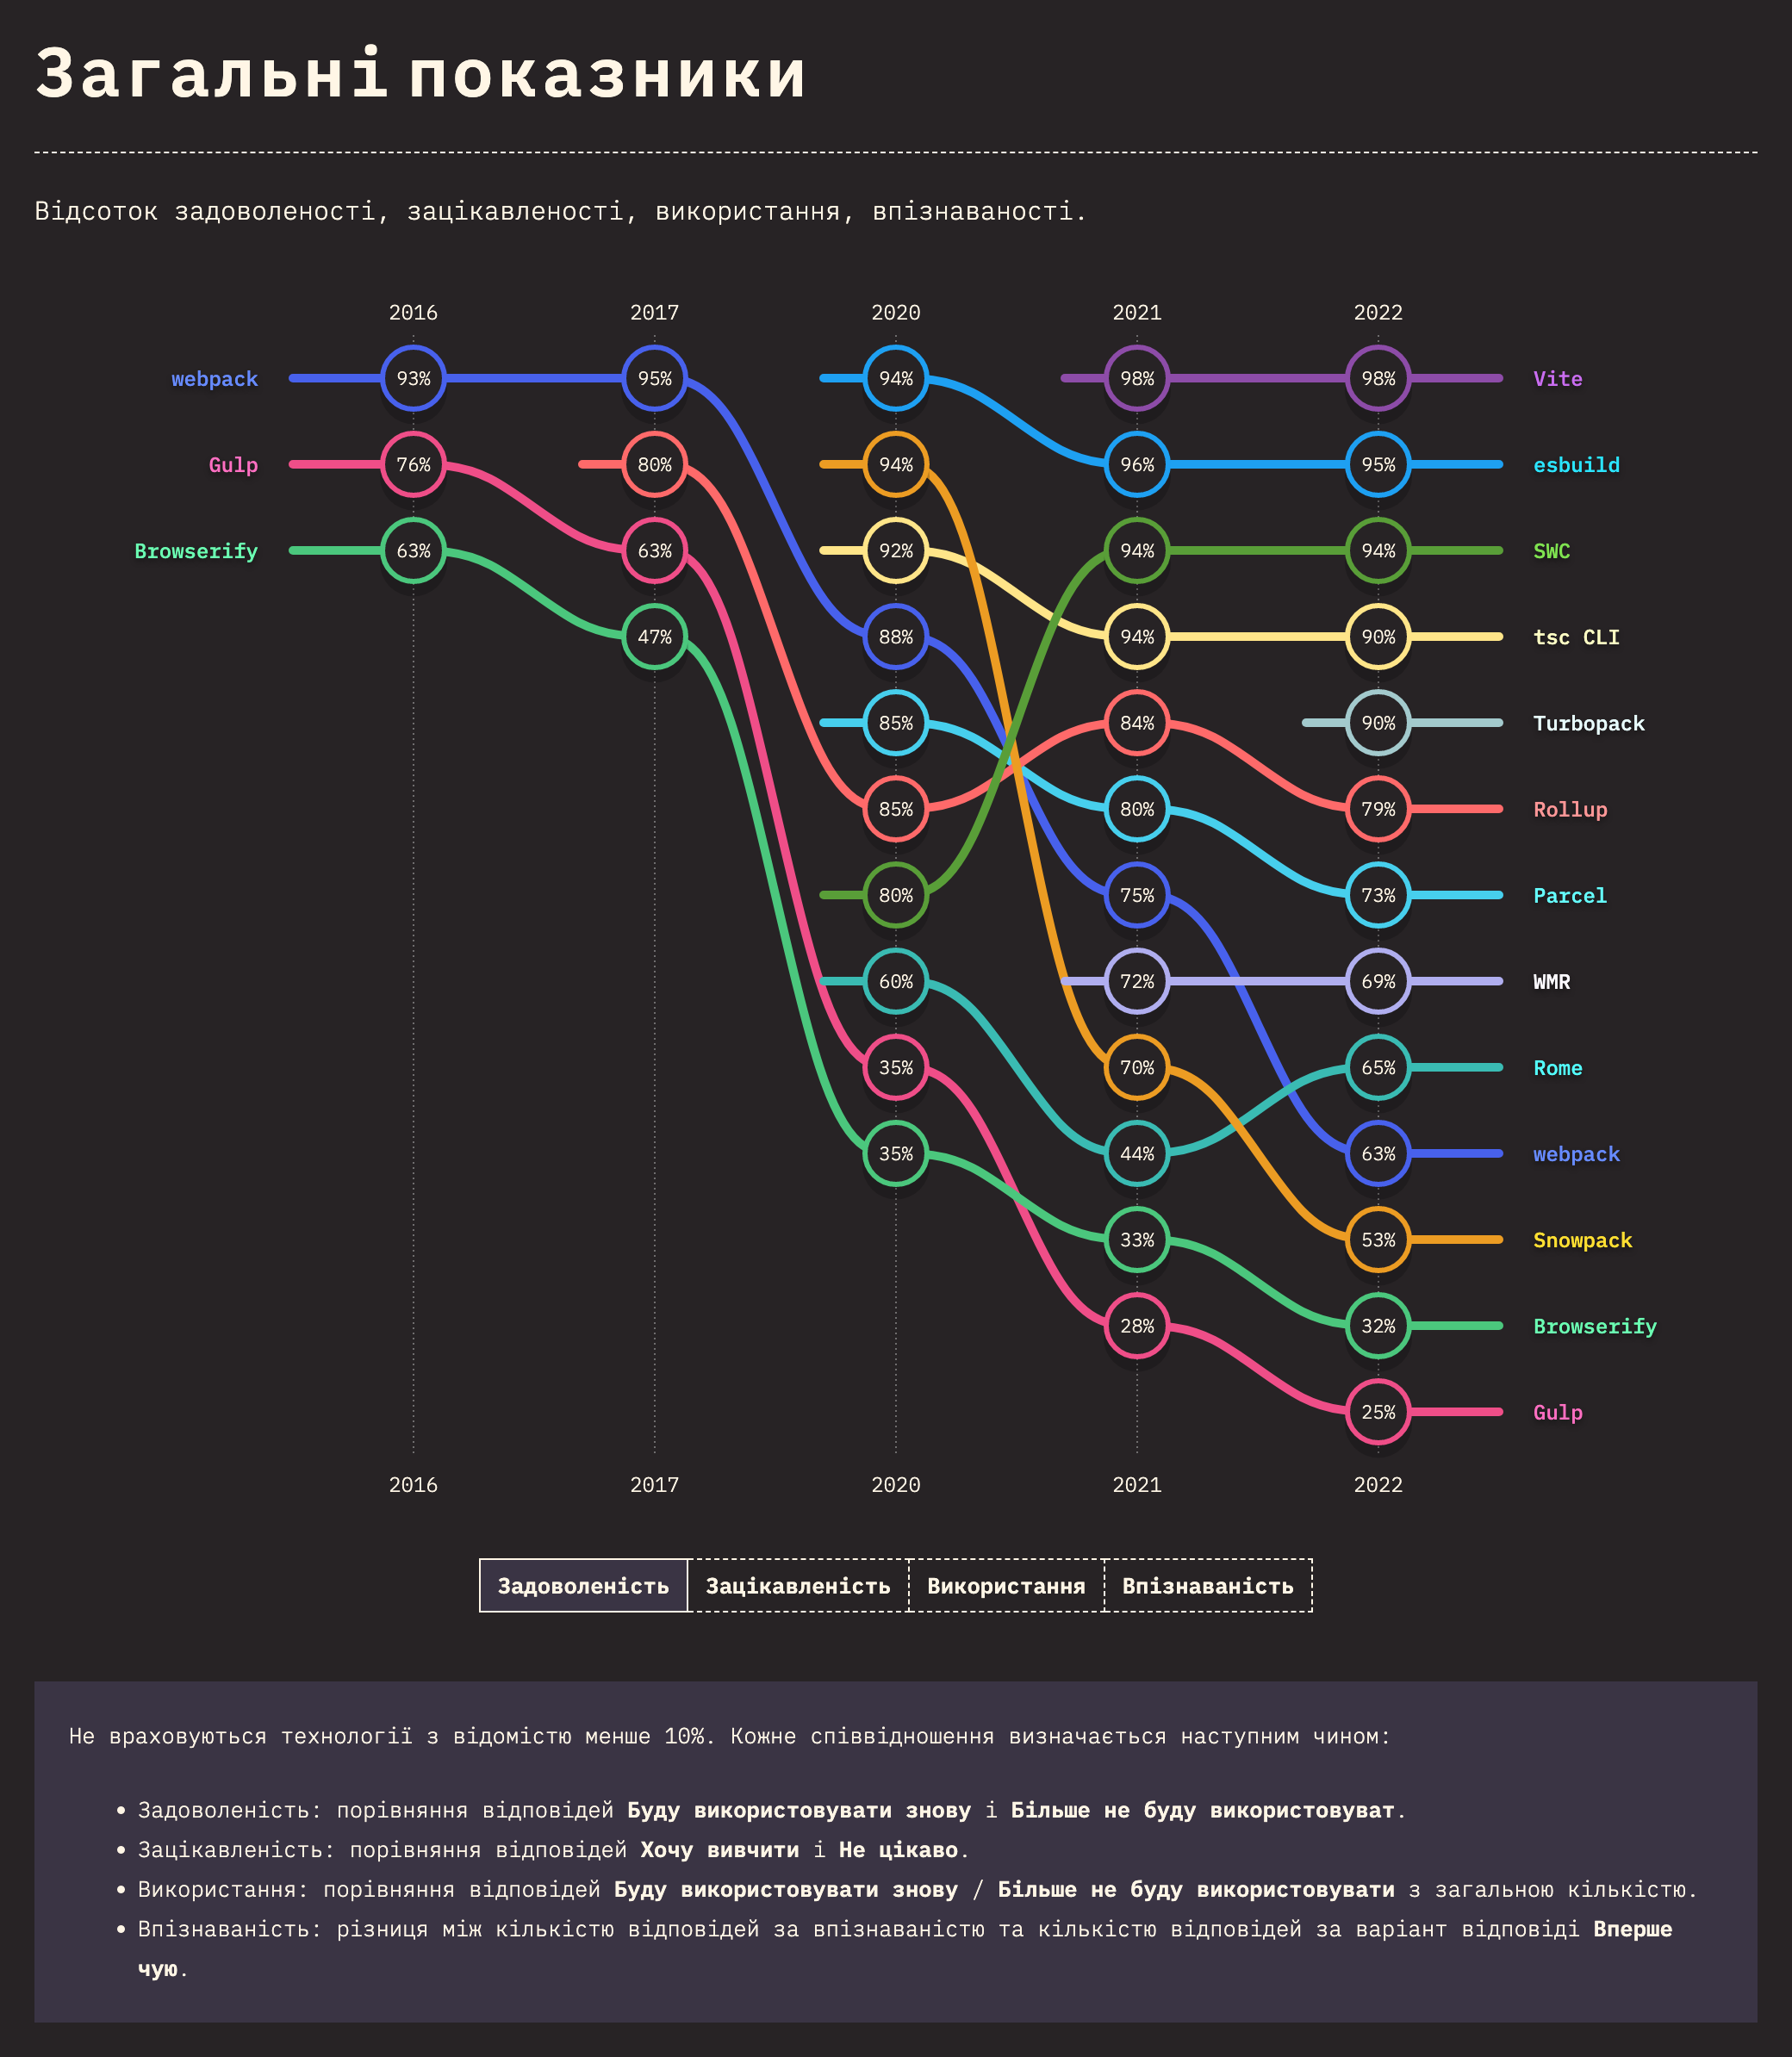 Загальні показники
Відсоток задоволеності, зацікавленості, використання, впізнаваності.
2016 2017 2020 2021 2022
webpack 93% 95% 94% 98% 98% Vite
Gulp 76% 80% 94% 96% 95% esbuild
Browserify 63% 63% 92% 94% 94% SWC
47% 88% 94% 90% tsc CLI
85% 84% 90% Turbopack
85% 80% 79% Rollup
80% 75% 73% Parcel
60% 72% 69% WMR
35% 70% 65% Rome
35% 44% 63% webpack
33% 53% Snowpack
28% 32% Browserify
25% Gulp
2016 2017 2020 2021 2022
Задоволеність Зацікавленість Використання Впізнаваність
Не враховуються технології з відомістю менше 10%. Кожне співвідношення визначається наступним чином:
• Задоволеність: порівняння відповідей Буду використовувати знову і Більше не буду використовуват.
• Зацікавленість: порівняння відповідей Хочу вивчити і Не цікаво.
• Використання: порівняння відповідей Буду використовувати знову / Більше не буду використовувати з загальною кількістю.
• Впізнаваність: різниця між кількістю відповідей за впізнаваністю та кількістю відповідей за варіант відповіді Вперше
чую.